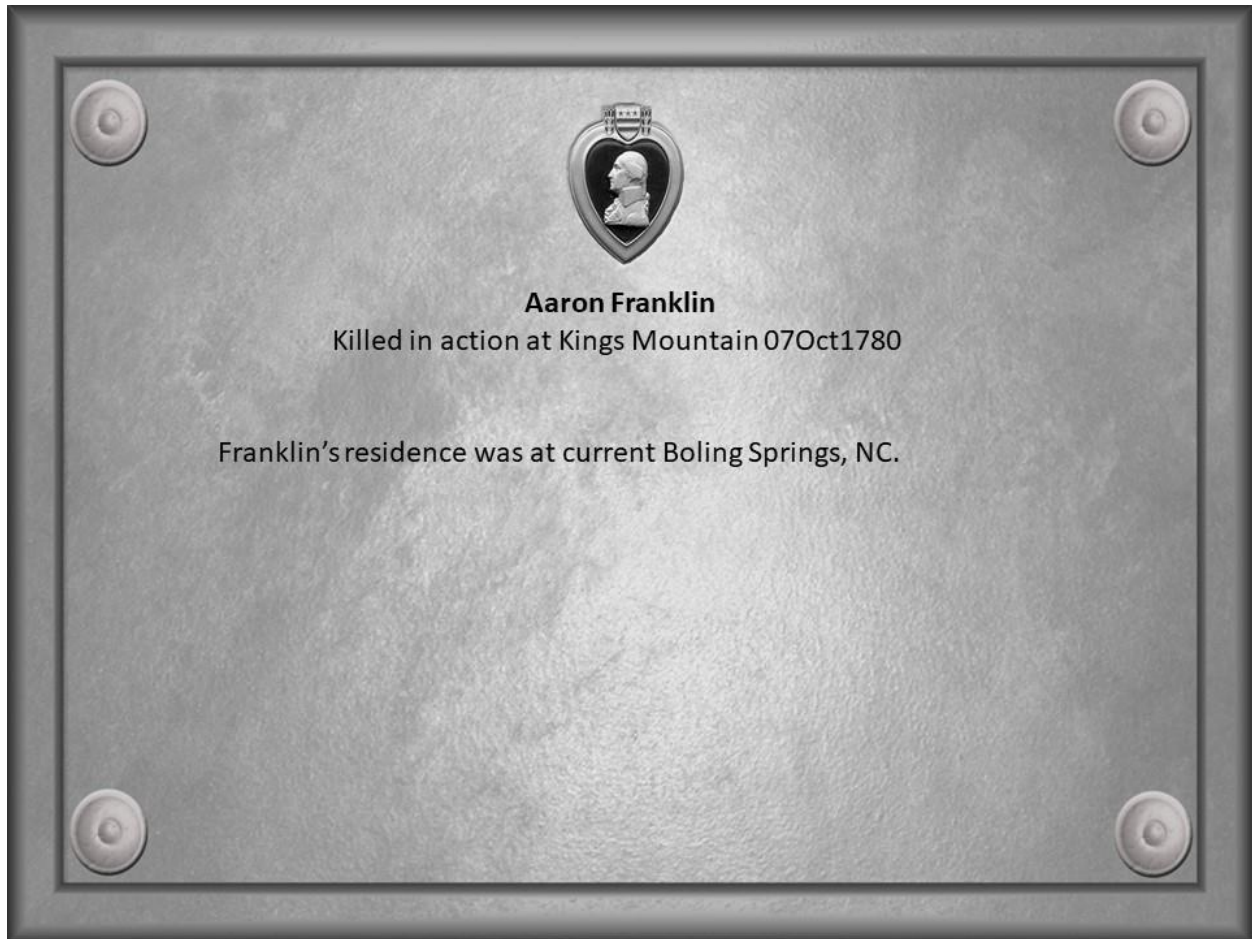 Aaron Franklin
Killed in action at Kings Mountain 07Oct1780
Franklin’s residence was at current Boling Springs, NC.